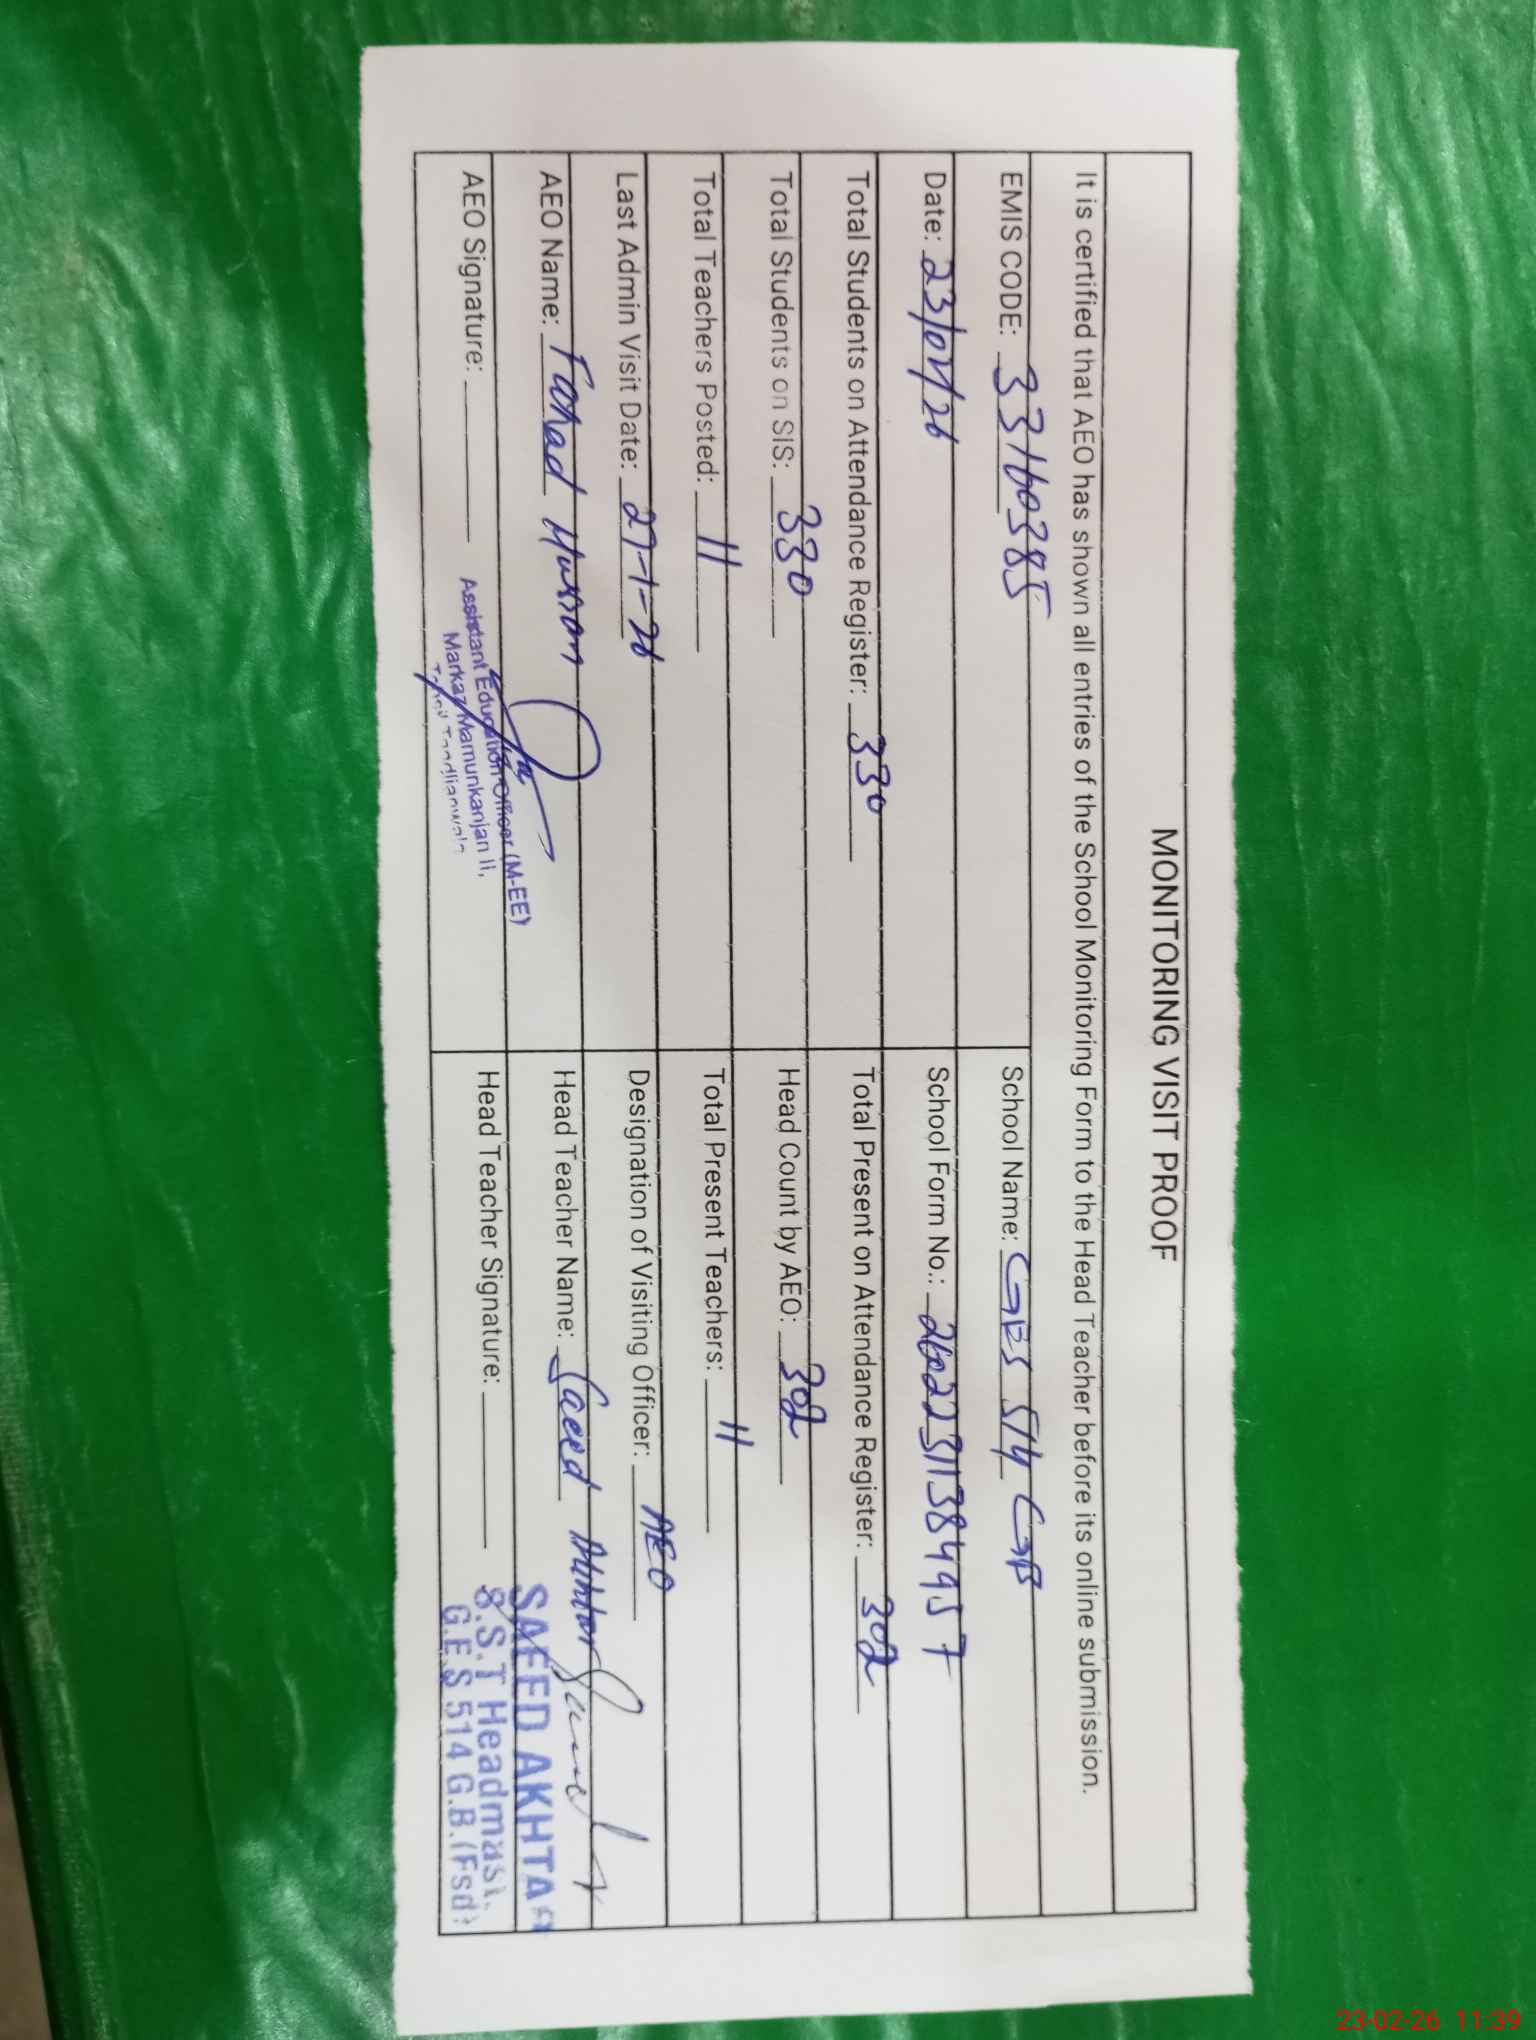 MONITORING VISIT PROOF
It is certified that AEO has shown all entries of the School Monitoring Form to the Head Teacher before its online submission.
EMIS CODE: 33160385 School Name: GES 514 GB
Date: 23/02/26 School Form No.: 26022311384957
Total Students on Attendance Register: 330 Total Present on Attendance Register: 302
Total Students on SIS: 330 Head Count by AEO: 302
Total Teachers Posted: 11 Total Present Teachers: 11
Last Admin Visit Date: 27-1-26 Designation of Visiting Officer: AEO
AEO Name: Head Teacher Name: Saeed Akhtar
AEO Signature: Head Teacher Signature:
Assistant Education Officer (M-EE)
Markaz Mamunkanjan II,
SAEED AKHTAR
S.S.T Headmast
G.E.S 514 G.B.(Fsd)
23-02-26 11:39